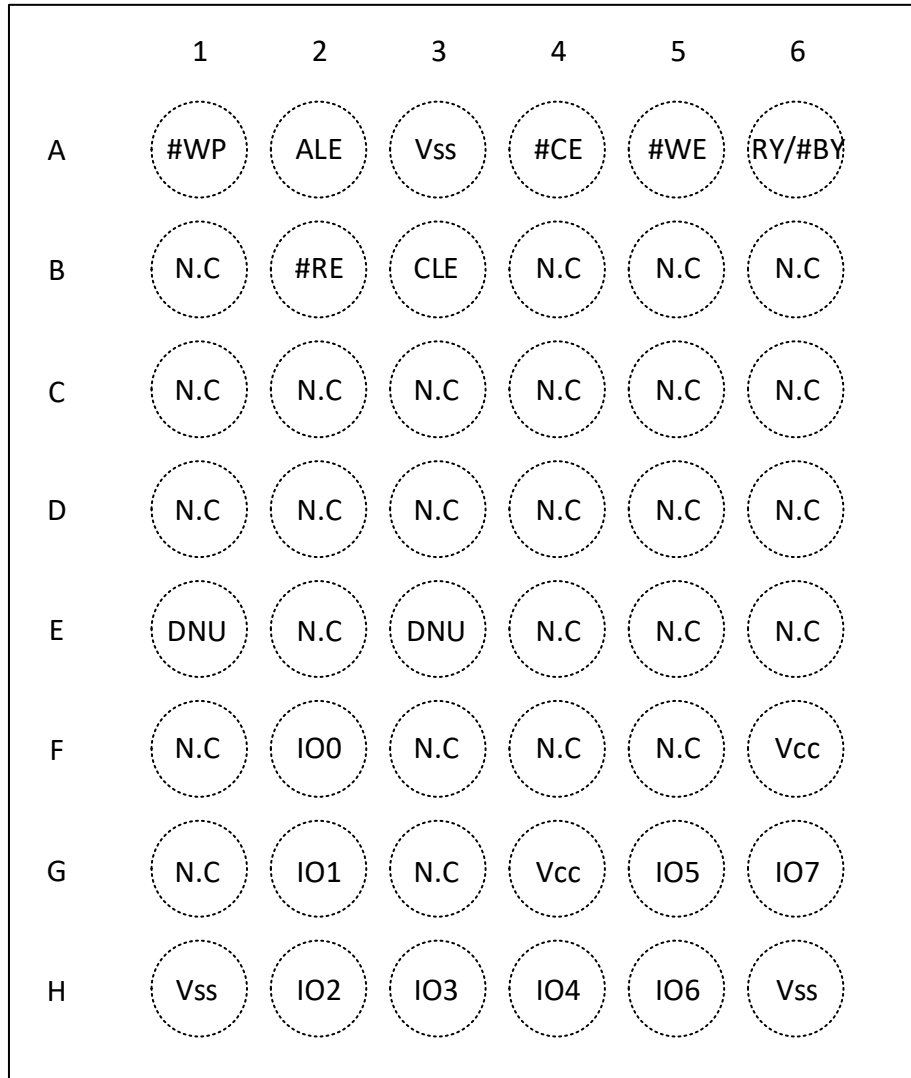 1 2 3 4 5 6
A #WP ALE Vss #CE #WE RY/#BY
B N.C #RE CLE N.C N.C N.C
C N.C N.C N.C N.C N.C N.C
D N.C N.C N.C N.C N.C N.C
E DNU N.C DNU N.C N.C N.C
F N.C IO0 N.C N.C N.C Vcc
G N.C IO1 N.C Vcc IO5 IO7
H Vss IO2 IO3 IO4 IO6 Vss